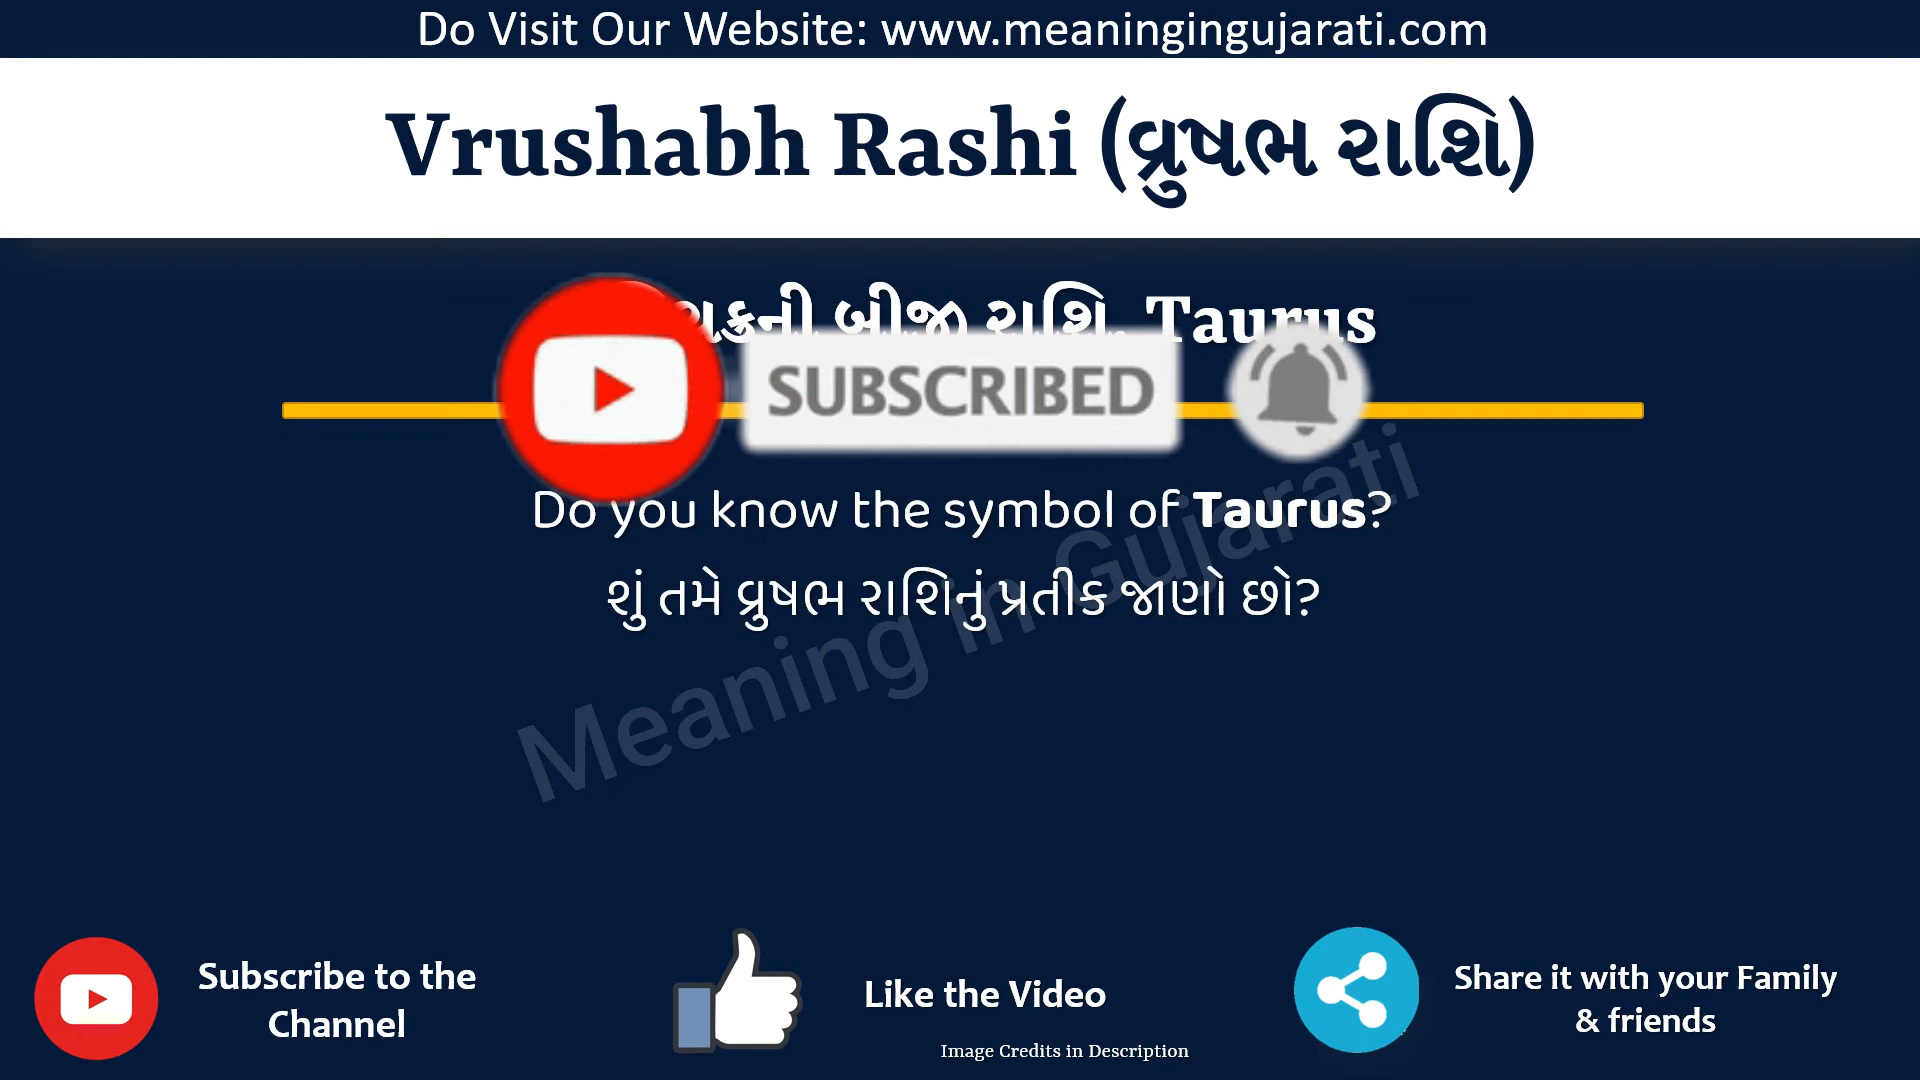 Do Visit Our Website: www.meaningingujarati.com
Vrushabh Rashi (વ્રુષભ રાશિ)
બીજી રાશિ, Taurus
SUBSCRIBED
Do you know the symbol of Taurus?
શું તમે વ્રુષભ રાશિનું પ્રતીક જાણો છો?
Meaning in Gujarati
Subscribe to the
Channel
Like the Video
Share it with your Family
& friends
Image Credits in Description